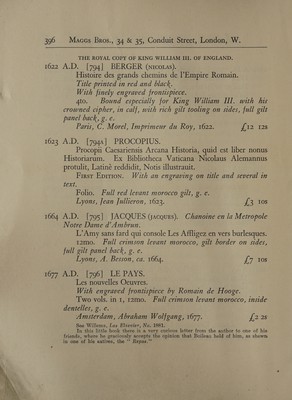 396 MAGGS BROS., 34 & 35, Conduit Street, London, W.
THE ROYAL COPY OF KING WILLIAM III. OF ENGLAND.
1622 A.D. [794] BERGER (NICOLAS).
Histoire des grands chemins de l'Empire Romain.
Title printed in red and black,
With finely engraved frontispiece.
4to. Bound especially for King William III. with his
crowned cipher, in calf, with rich gilt tooling on sides, full gilt
panel back, g. e.
Paris, C. Morel, Imprimeur du Roy, 1622. £12 12s
1623 A.D. [794A] PROCOPIUS.
Procopii Caesariensis Arcana Historia, quid est liber nonus
Historiarum. Ex Bibliotheca Vaticana Nicolaus Alemannus
protulit, Latinè reddidit, Notis illustrauit.
FIRST EDITION. With an engraving on title and several in
text.
Folio. Full red levant morocco gilt, g. e.
Lyons, Jean Jullieron, 1623. £3 10s
1664 A.D. [795] JACQUES (JACQUES). Chanoine en la Metropole
Notre Dame d'Ambrun.
L'Amy sans fard qui console Les Affligez en vers burlesques.
12mo. Full crimson levant morocco, gilt border on sides,
full gilt panel back, g. e.
Lyons, A. Besson, ca. 1664. £7 10s
1677 A.D. [796] LE PAYS.
Les nouvelles Oeuvres.
With engraved frontispiece by Romain de Hooge.
Two vols. in 1, 12mo. Full crimson levant morocco, inside
dentelles, g. e.
Amsterdam, Abraham Wolfgang, 1677. £2 2s
See Willems, Les Elzevier, No. 1901.
In this little book there is a very curious letter from the author to one of his
friends, where he graciously accepts the opinion that Boileau held of him, as shown
in one of his satires, the " Repas."